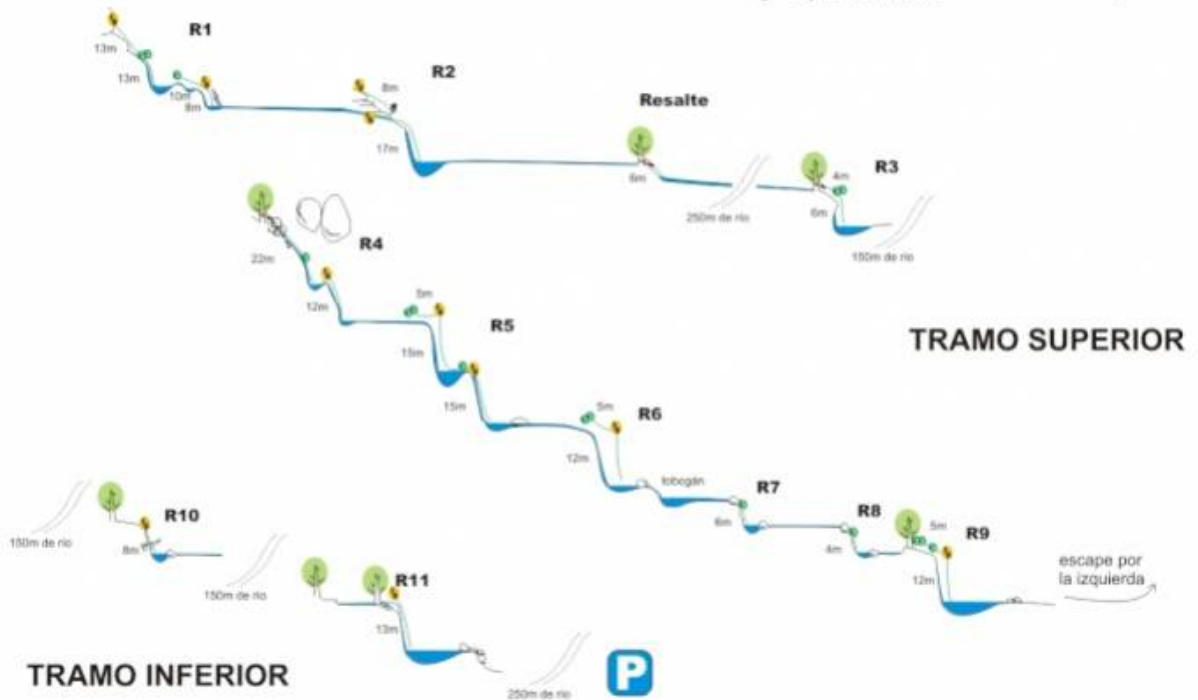 R1
13m
13m
10m
8m
R2
8m
17m
Resalte
6m
250m de río
R3
4m
6m
150m de río
R4
22m
12m
5m
R5
15m
15m
TRAMO SUPERIOR
5m
R6
12m
tobogán
R7
6m
R8
4m
5m
R9
12m
escape por
la izquierda
150m de río
R10
8m
150m de río
R11
13m
TRAMO INFERIOR
250m de río
P